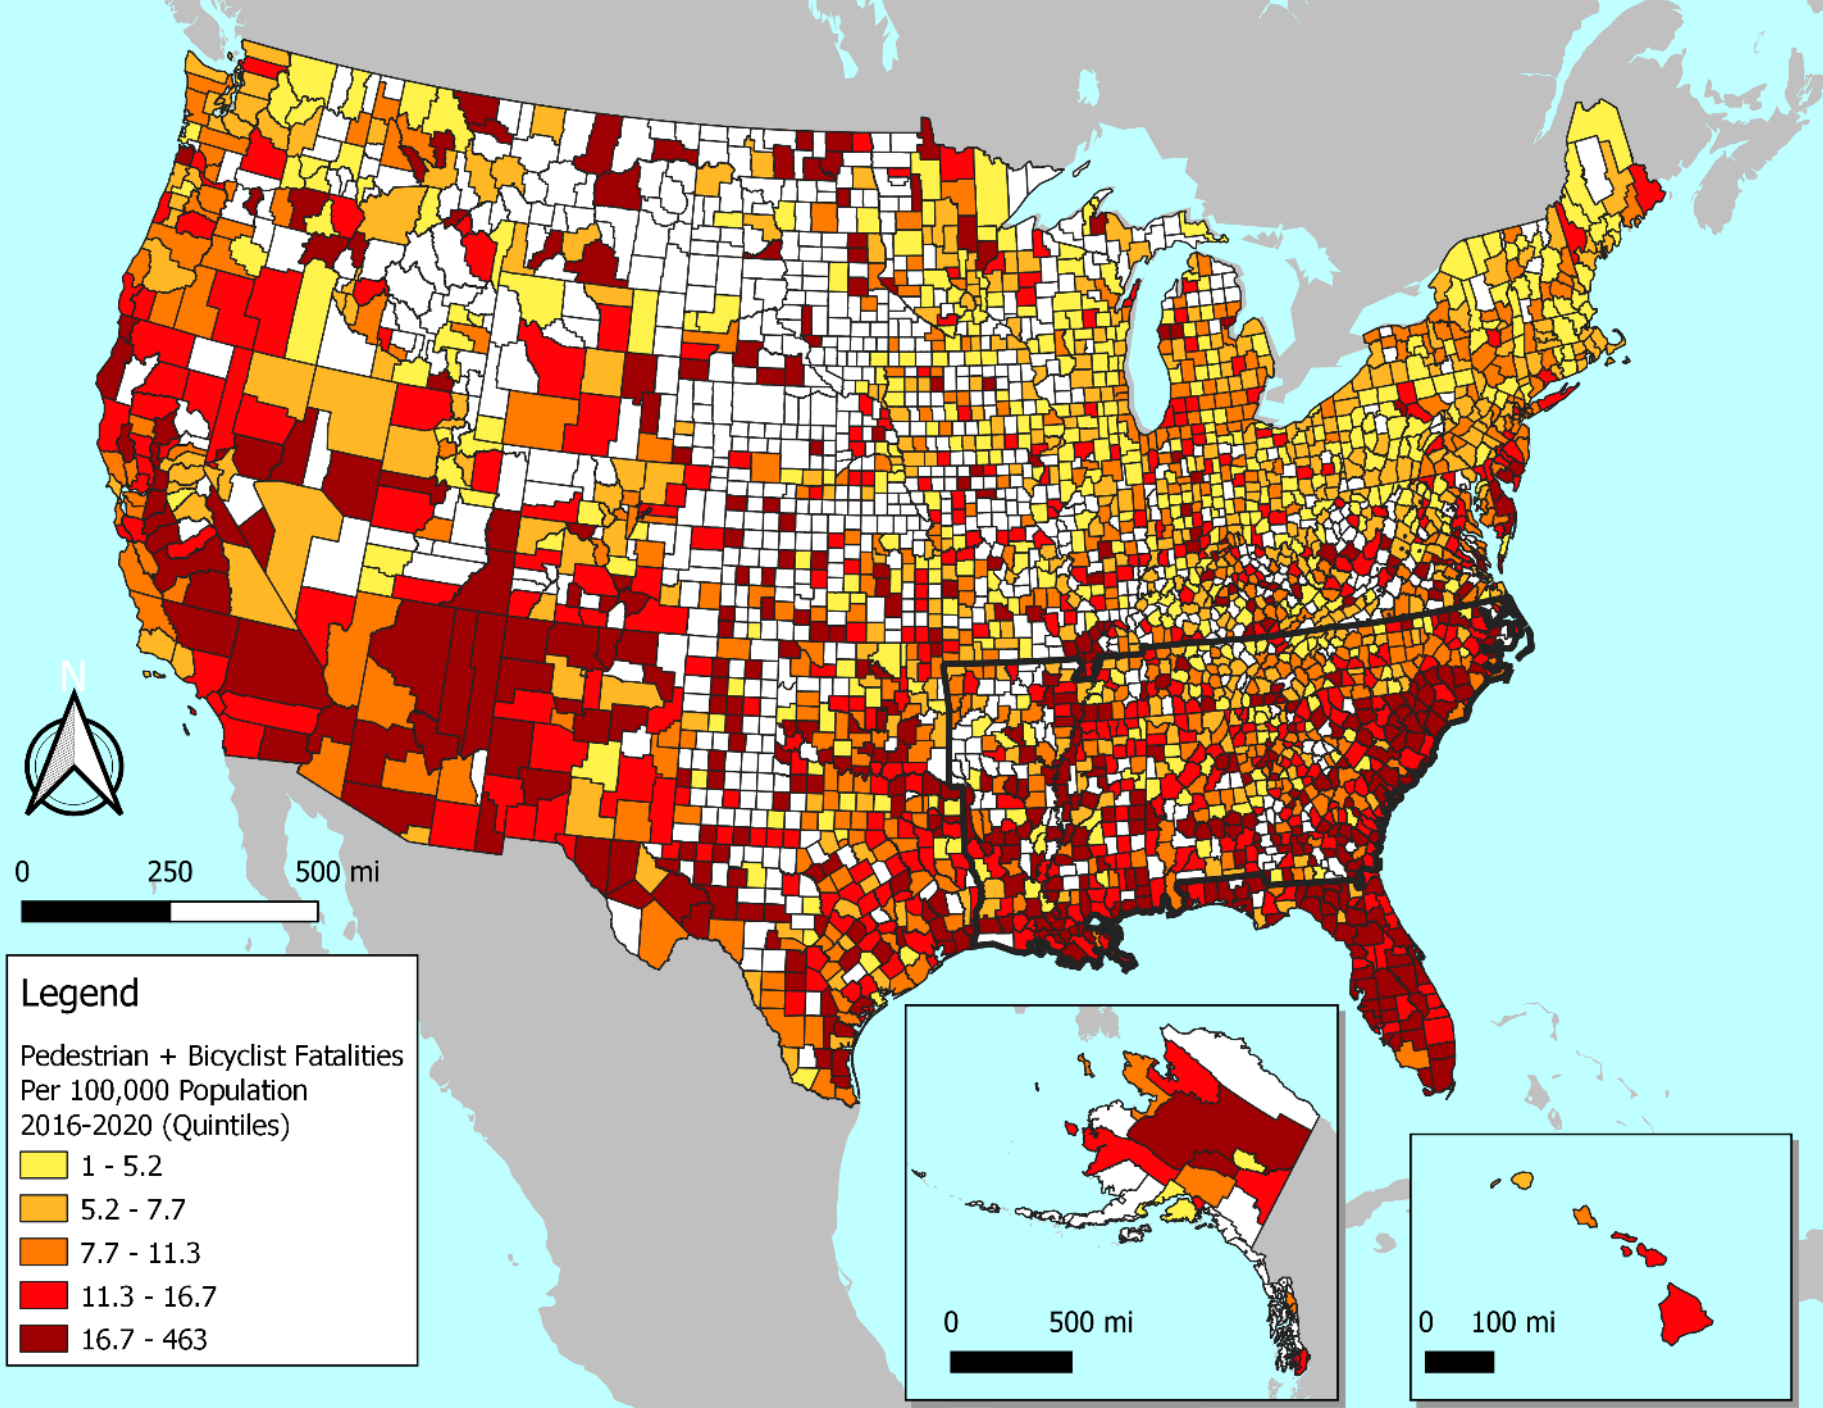 N
0 250 500 mi
Legend
Pedestrian + Bicyclist Fatalities
Per 100,000 Population
2016-2020 (Quintiles)
1 - 5.2
5.2 - 7.7
7.7 - 11.3
11.3 - 16.7
16.7 - 463
0 500 mi
0 100 mi